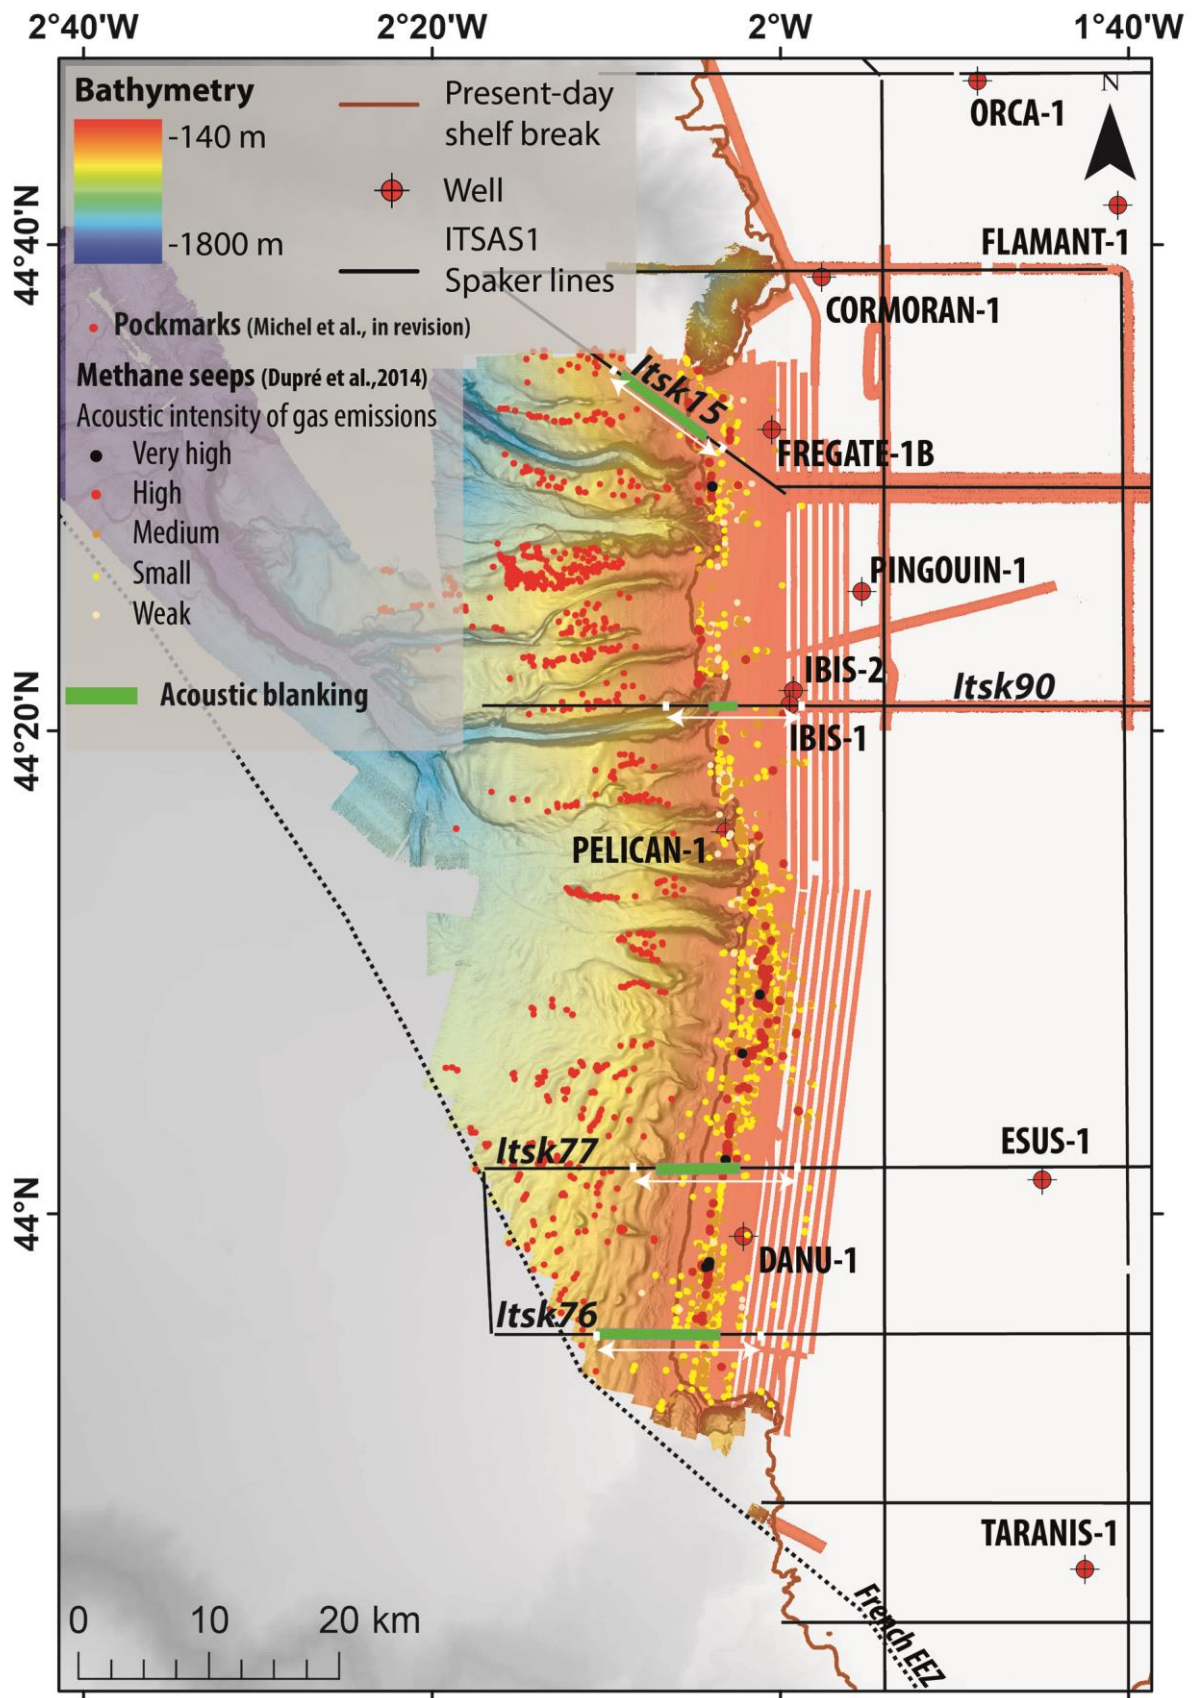 2°40'W 2°20'W 2°W 1°40'W
Bathymetry
-140 m
-1800 m
Present-day
shelf break
Well
ITSAS1
Spaker lines
Pockmarks (Michel et al., in revision)
Methane seeps (Dupré et al.,2014)
Acoustic intensity of gas emissions
Very high
High
Medium
Small
Weak
Acoustic blanking
N
ORCA-1
FLAMANT-1
CORMORAN-1
Itsk15
FREGATE-1B
PINGOUIN-1
IBIS-2
Itsk90
IBIS-1
PELICAN-1
ESUS-1
Itsk77
DANU-1
Itsk76
TARANIS-1
French EEZ
44°40'N
44°20'N
44°N
0 10 20 km